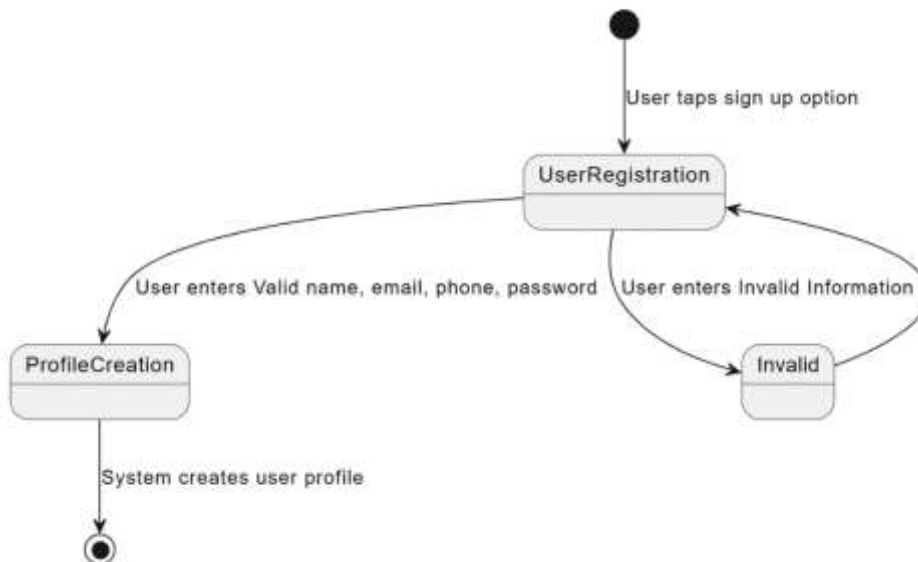 User taps sign up option
UserRegistration
User enters Valid name, email, phone, password
User enters Invalid Information
ProfileCreation
Invalid
System creates user profile